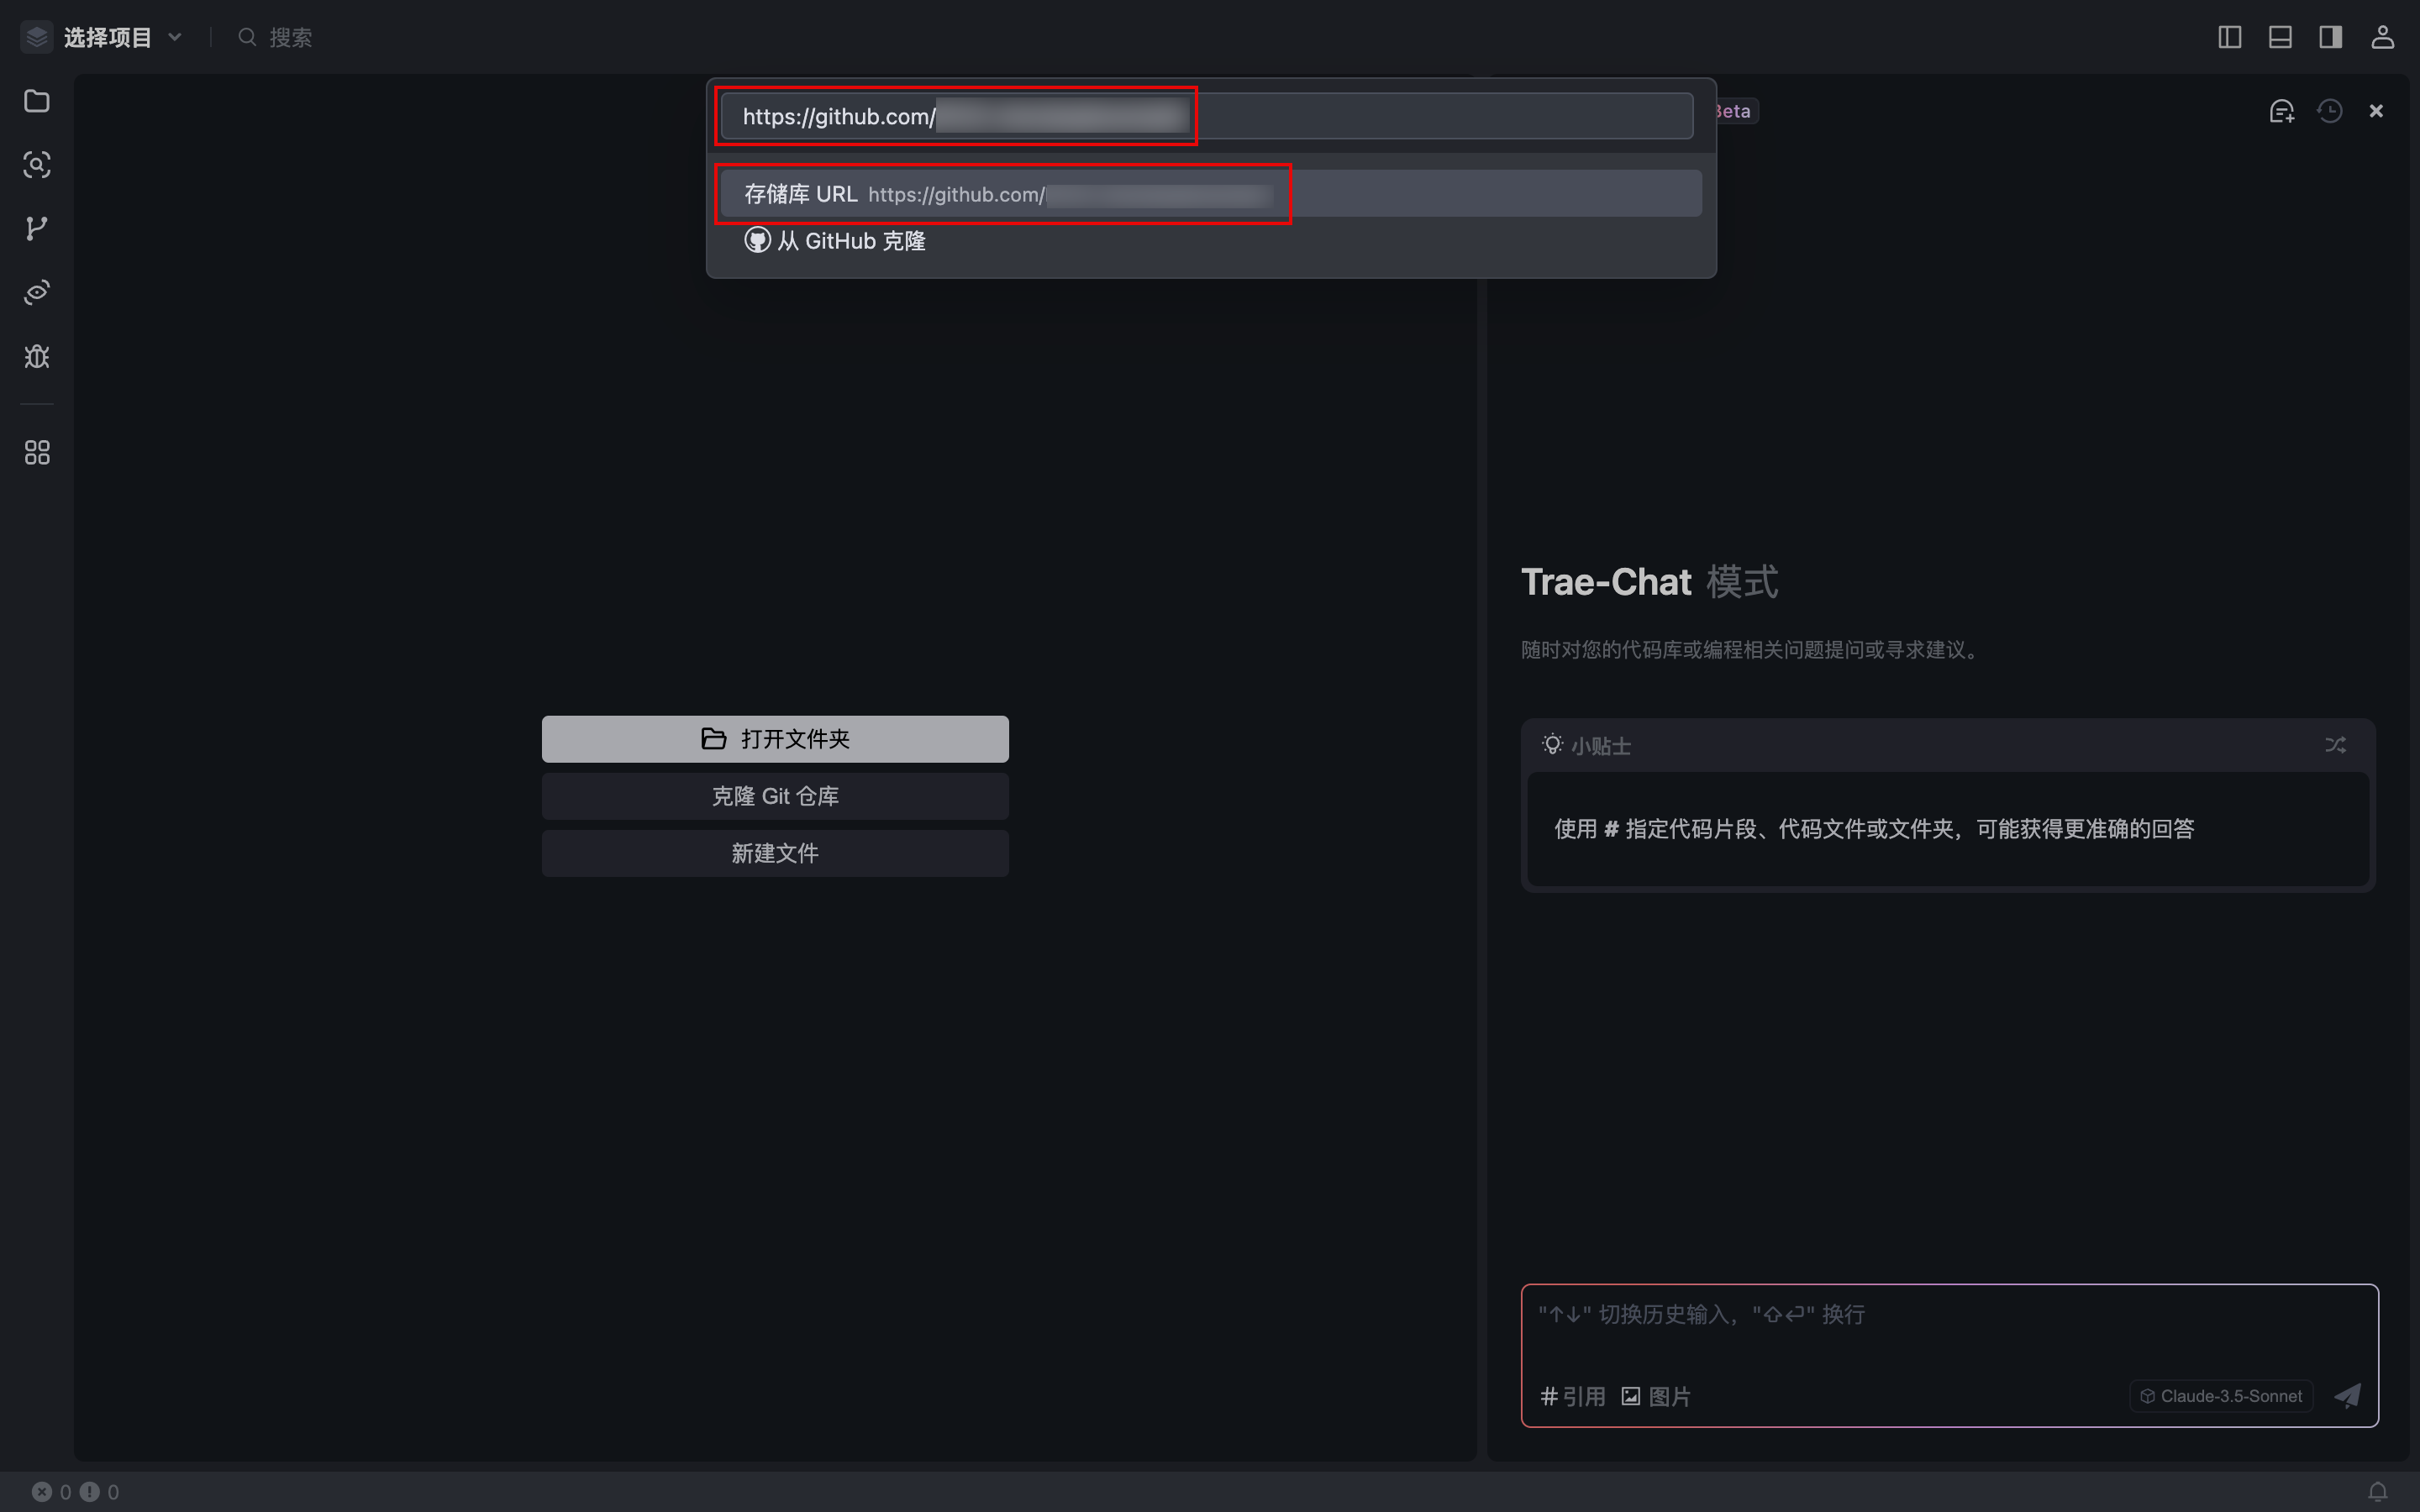 选择项目
搜索
https://github.com/
存储库 URL https://github.com/
从 GitHub 克隆
打开文件夹
克隆 Git 仓库
新建文件
Trae-Chat 模式
随时对您的代码库或编程相关问题提问或寻求建议。
小贴士
使用 # 指定代码片段、代码文件或文件夹，可能获得更准确的回答
"↑↓" 切换历史输入，"⇧⏎" 换行
引用 图片
Claude-3.5-Sonnet
0 0